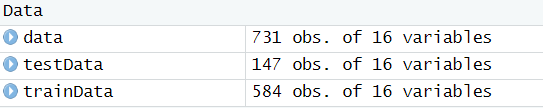 Data
data 731 obs. of 16 variables
testData 147 obs. of 16 variables
trainData 584 obs. of 16 variables